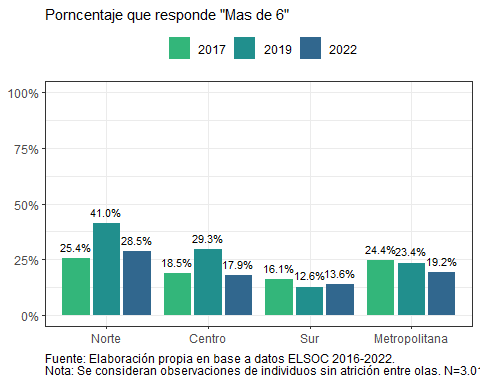 Porncentaje que responde "Mas de 6"
2017 2019 2022
100%
75%
50%
25%
0%
25.4% 41.0% 28.5% 18.5% 29.3% 17.9% 16.1% 12.6% 13.6% 24.4% 23.4% 19.2%
Norte Centro Sur Metropolitana
Fuente: Elaboración propia en base a datos ELSOC 2016-2022.
Nota: Se consideran observaciones de individuos sin atrición entre olas. N=3.01